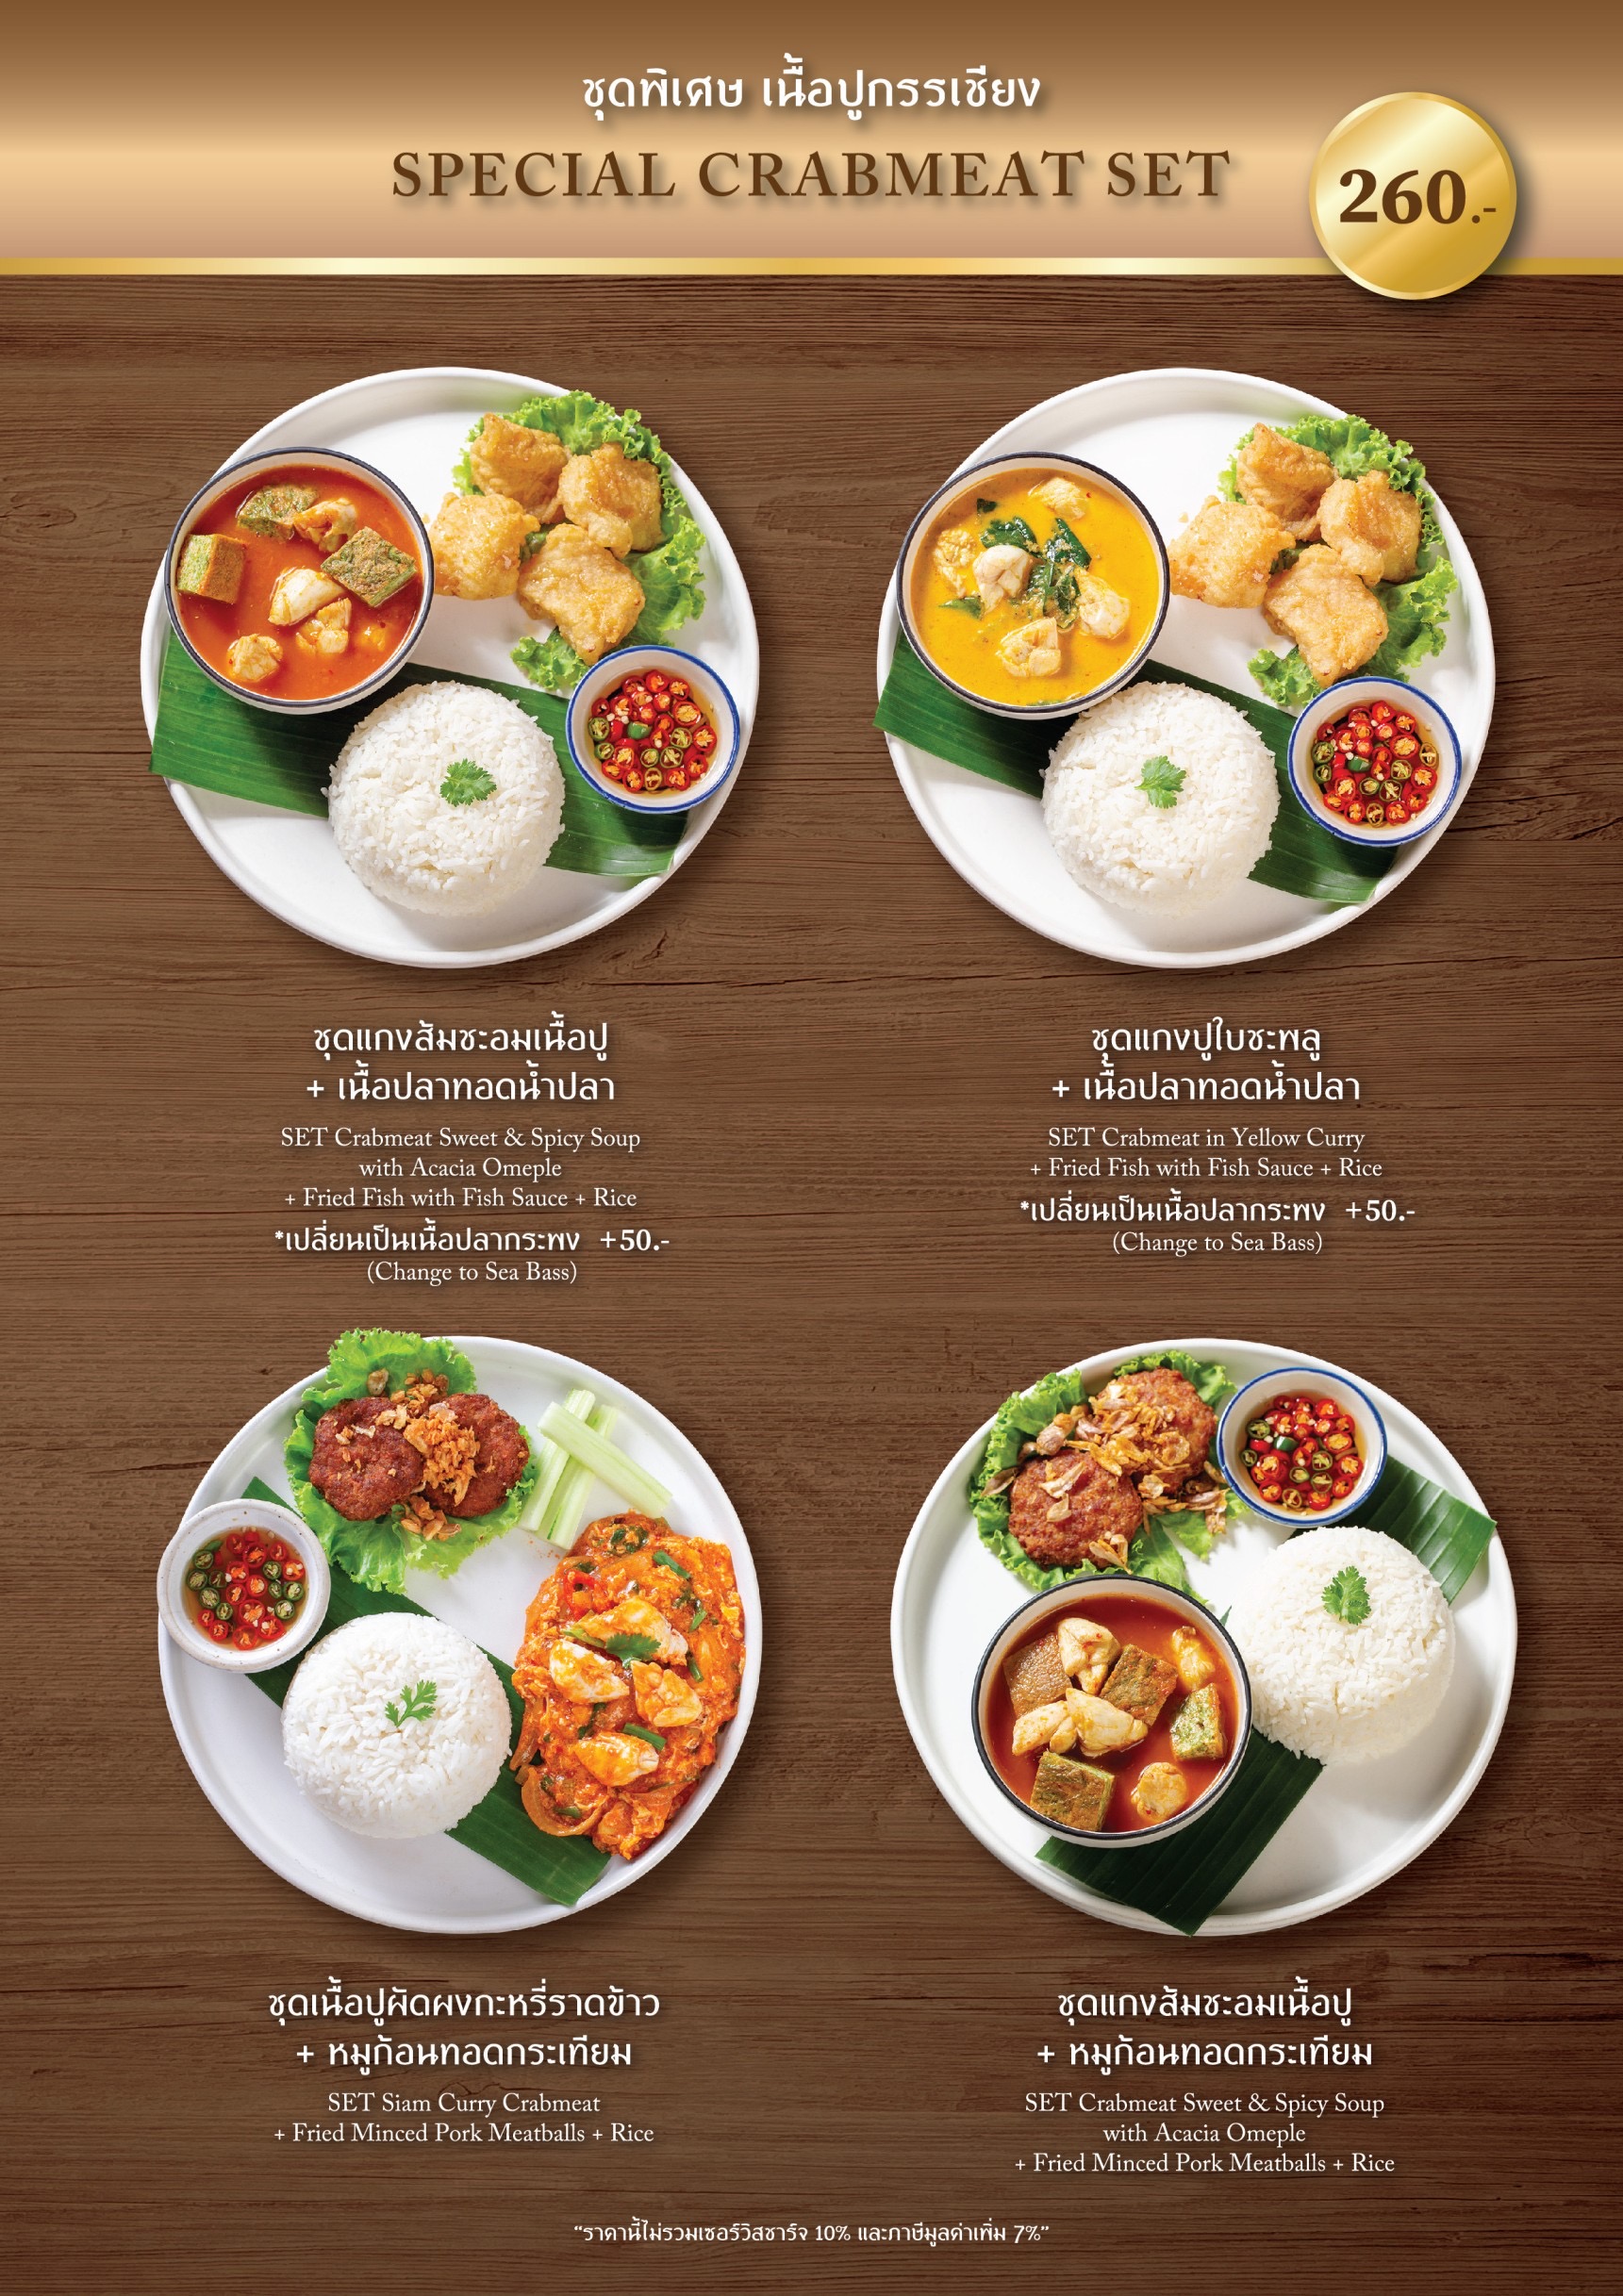 ชุดพิเศษ เนื้อปูกรรเชียง
SPECIAL CRABMEAT SET
260.-
ชุดแกงส้มชะอมเนื้อปู
+ เนื้อปลาทอดน้ำปลา
SET Crabmeat Sweet & Spicy Soup
with Acacia Omeple
+ Fried Fish with Fish Sauce + Rice
*เปลี่ยนเป็นเนื้อปลากระพง +50.-
(Change to Sea Bass)
ชุดแกงปูใบชะพลู
+ เนื้อปลาทอดน้ำปลา
SET Crabmeat in Yellow Curry
+ Fried Fish with Fish Sauce + Rice
*เปลี่ยนเป็นเนื้อปลากระพง +50.-
(Change to Sea Bass)
ชุดเนื้อปูผัดผงกะหรี่ราดข้าว
+ หมูก้อนทอดกระเทียม
SET Siam Curry Crabmeat
+ Fried Minced Pork Meatballs + Rice
ชุดแกงส้มชะอมเนื้อปู
+ หมูก้อนทอดกระเทียม
SET Crabmeat Sweet & Spicy Soup
with Acacia Omeple
+ Fried Minced Pork Meatballs + Rice
“ราคานี้ไม่รวมเซอร์วิสชาร์จ 10% และภาษีมูลค่าเพิ่ม 7%”